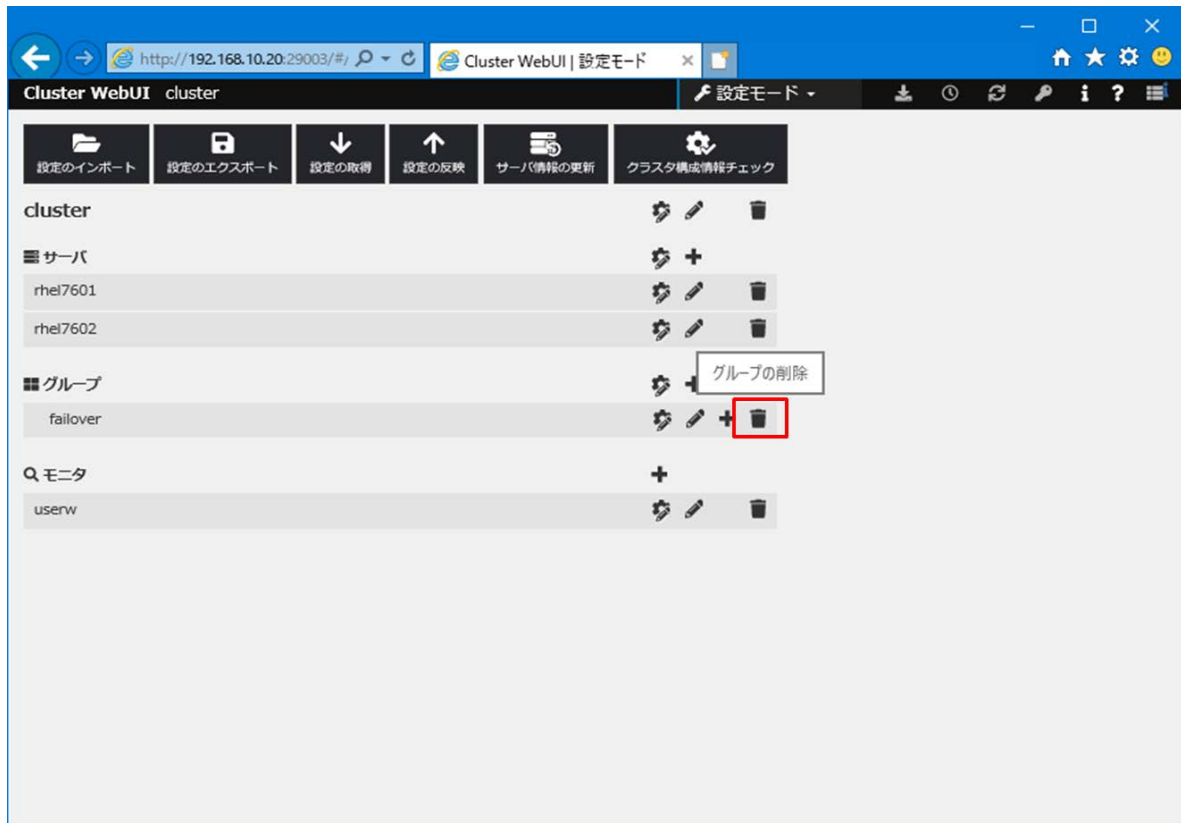 http://192.168.10.20:29003/#/
Cluster WebUI | 設定モード
Cluster WebUI cluster
設定モード
設定のインポート
設定のエクスポート
設定の取得
設定の反映
サーバ情報の更新
クラスタ構成情報チェック
cluster
サーバ
rhel7601
rhel7602
グループ
グループの削除
failover
モニタ
userw